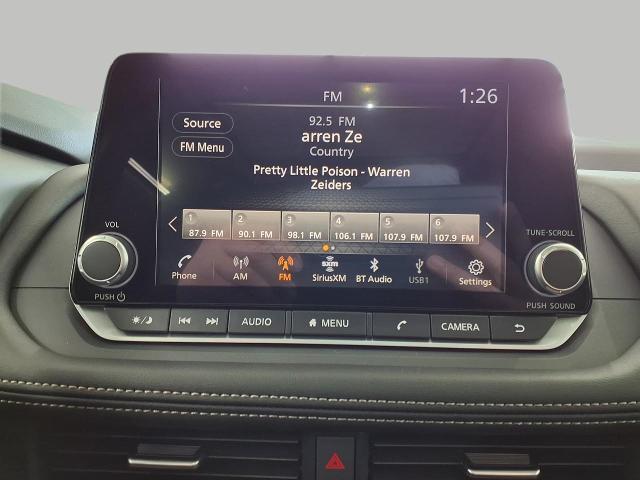 FM
1:26
Source
92.5 FM
arren Ze
FM Menu
Country
Pretty Little Poison - Warren
Zeiders
1 2 3 4 5 6
87.9 FM 90.1 FM 98.1 FM 106.1 FM 107.9 FM 107.9 FM
VOL
TUNE·SCROLL
sxm
Phone AM FM SiriusXM BT Audio USB1 Settings
PUSH
PUSH SOUND
AUDIO MENU CAMERA